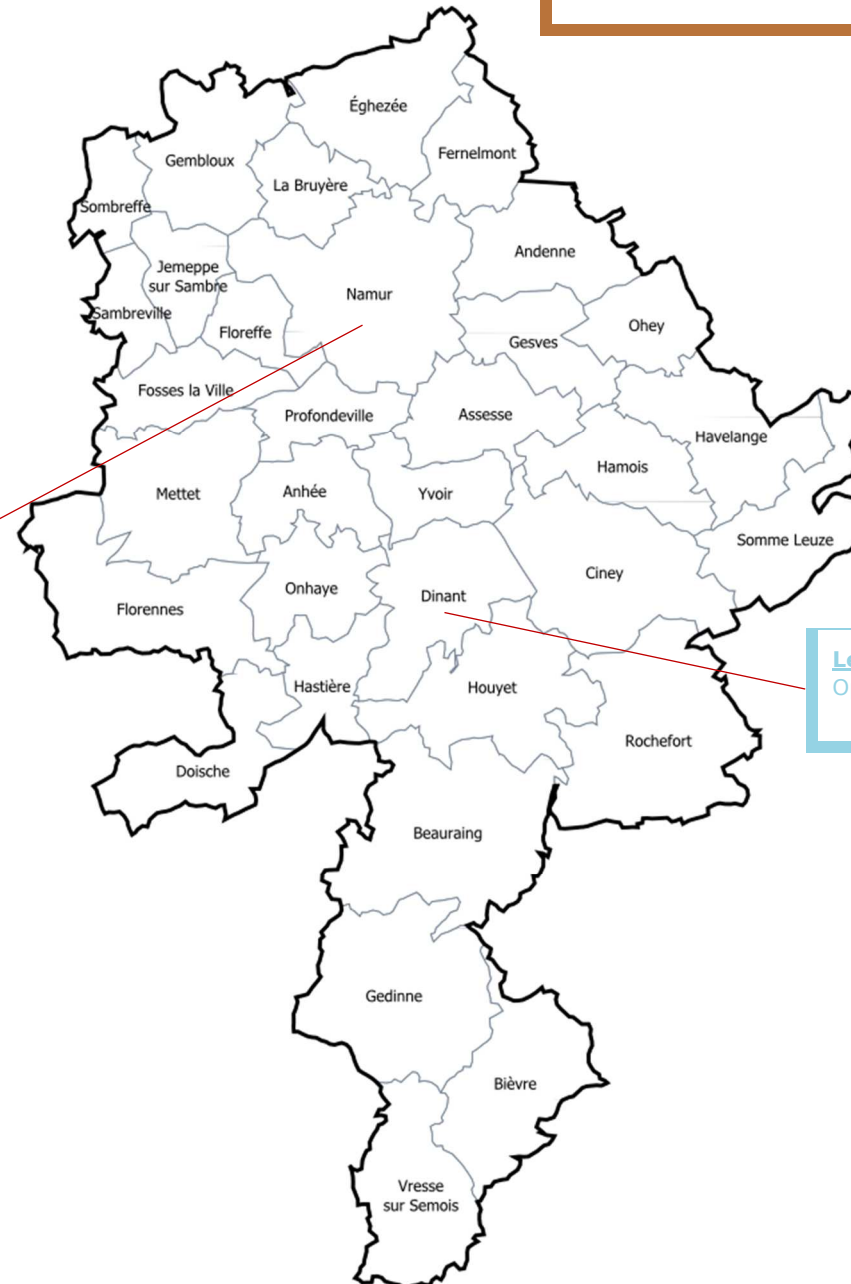 Éghezée
Fernelmont
Gembloux
La Bruyère
Sombreffe
Andenne
Jemeppe
sur Sambre
Namur
Sambreville
Floreffe
Gesves
Ohey
Fosses la Ville
Profondeville
Assesse
Havelange
Hamois
Mettet
Anhée
Yvoir
Somme Leuze
Ciney
Onhaye
Dinant
Florennes
Hastière
Houyet
Rochefort
Doische
Beauraing
Gedinne
Bièvre
Vresse
sur Semois